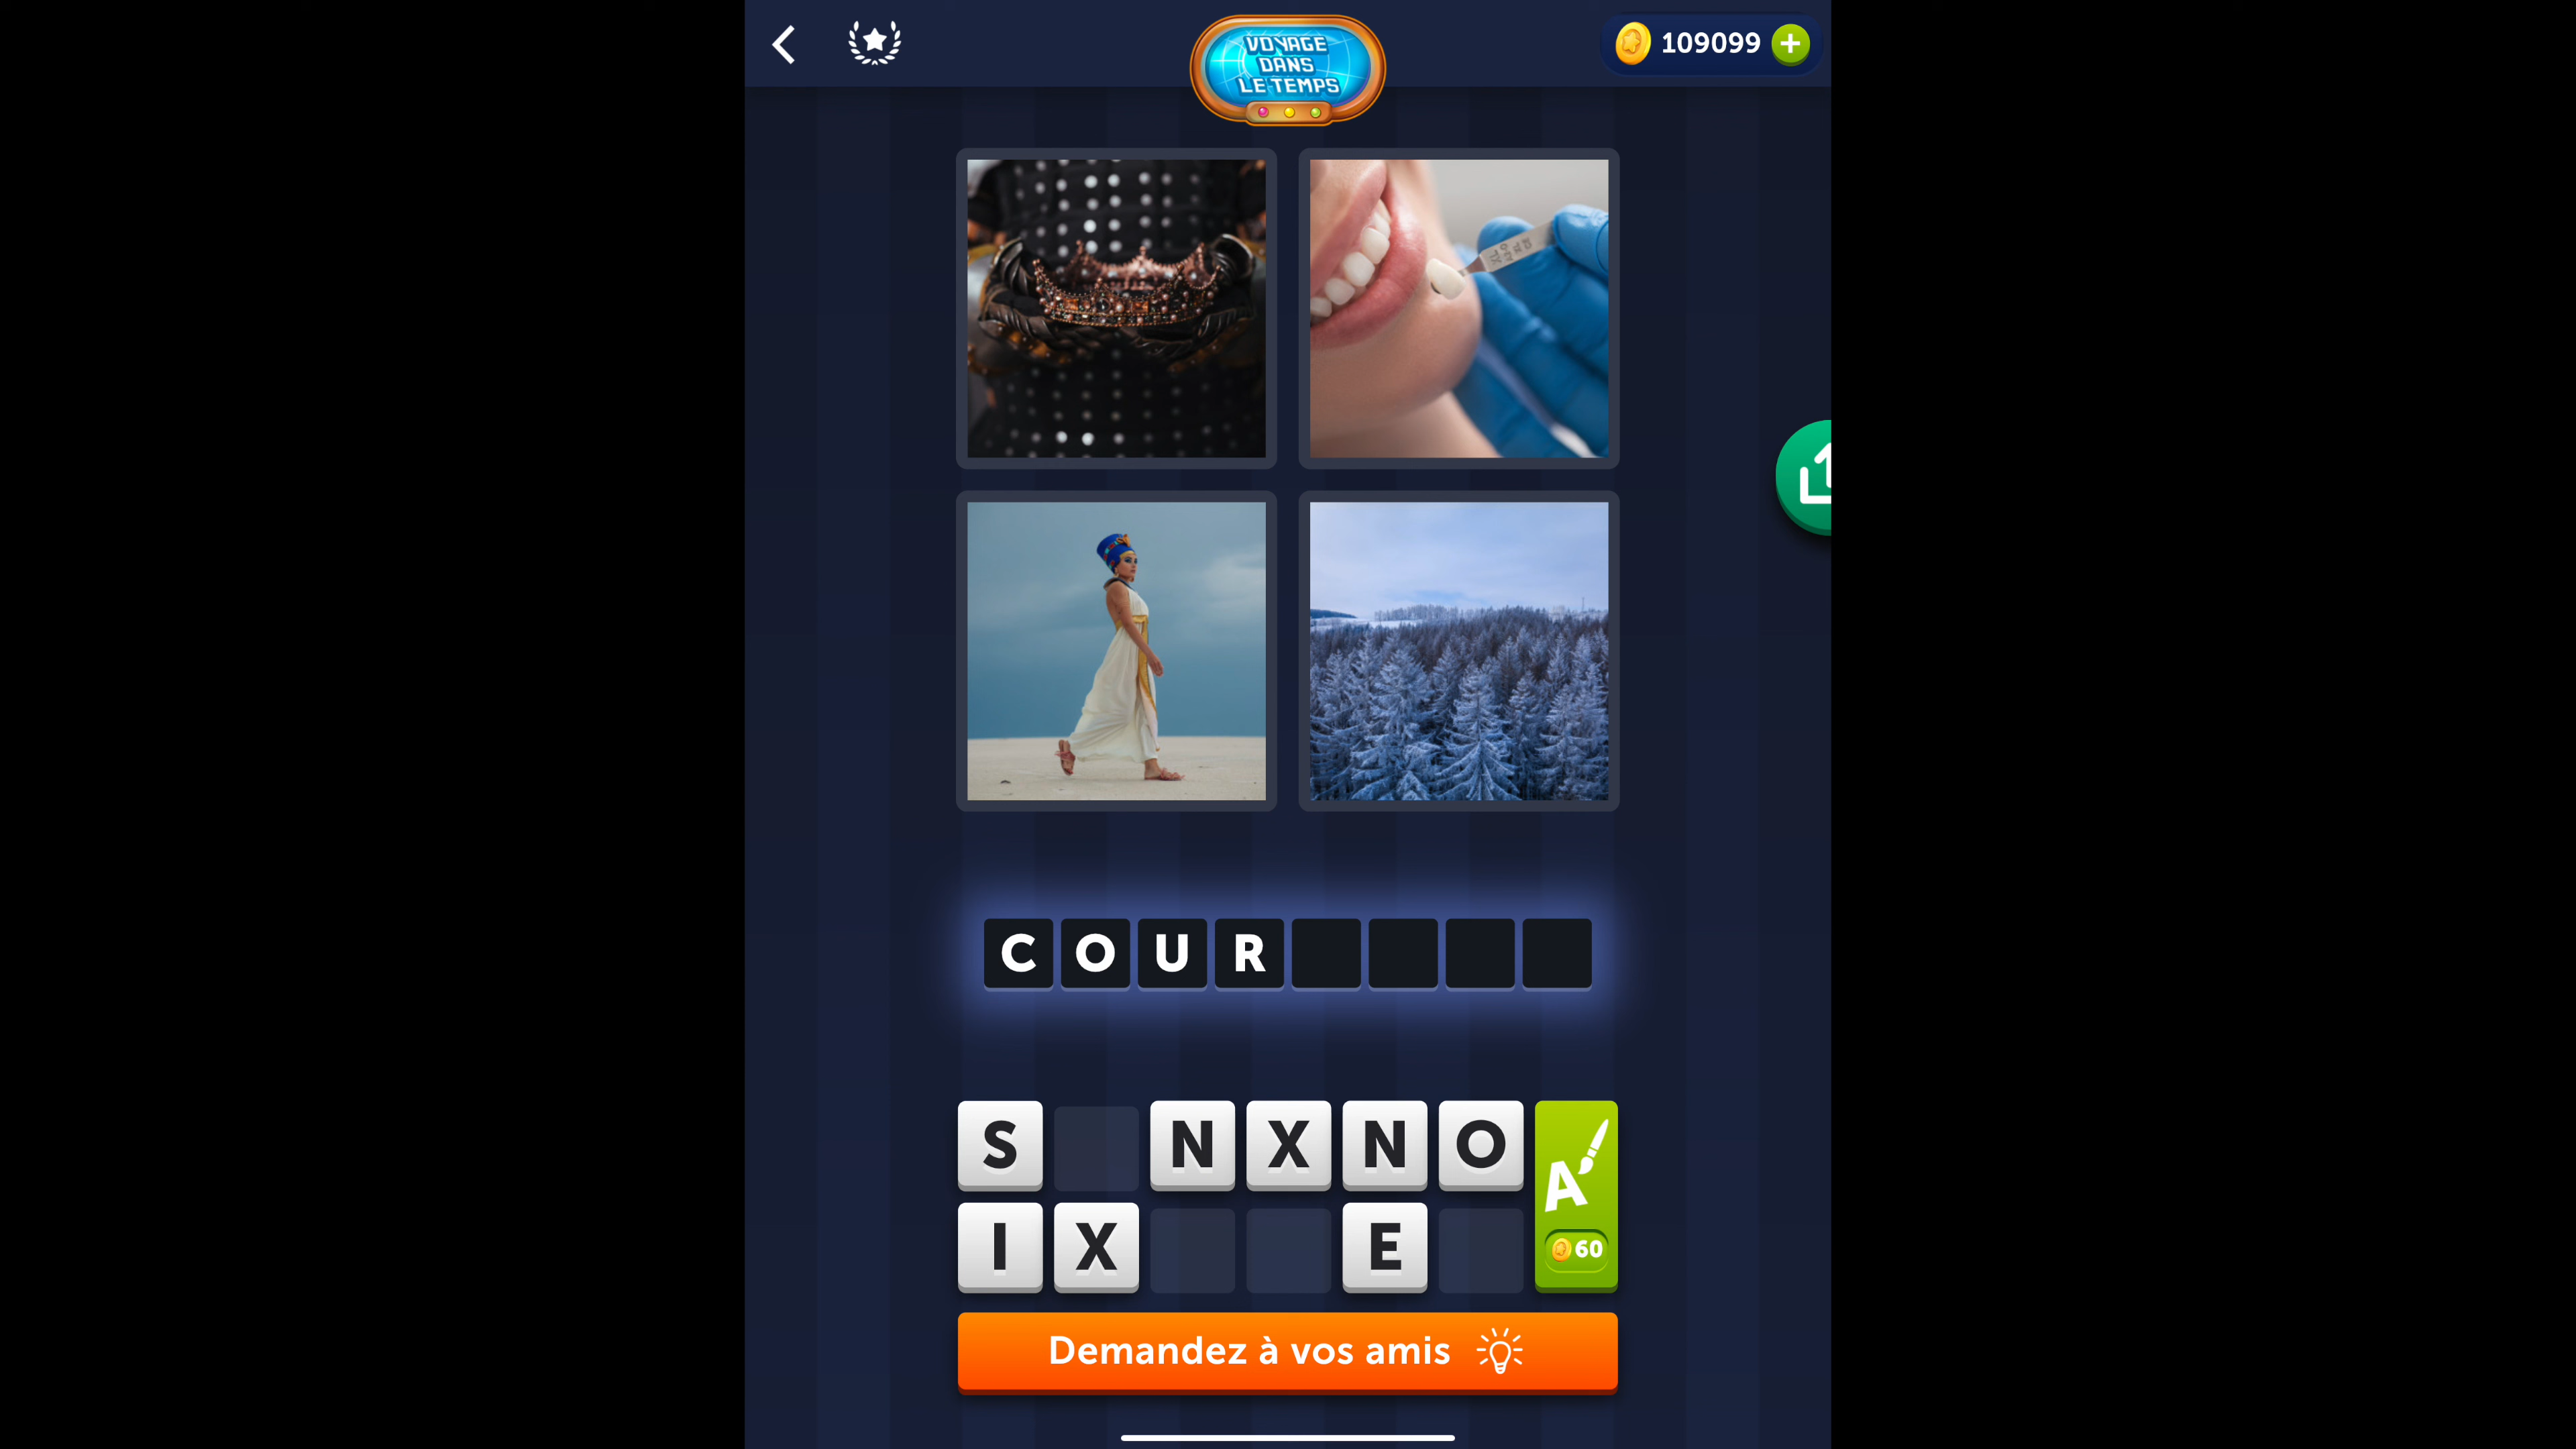 VOYAGE
DANS
LE TEMPS
109099
C O U R
S N X N O
I X E
A
60
Demandez à vos amis